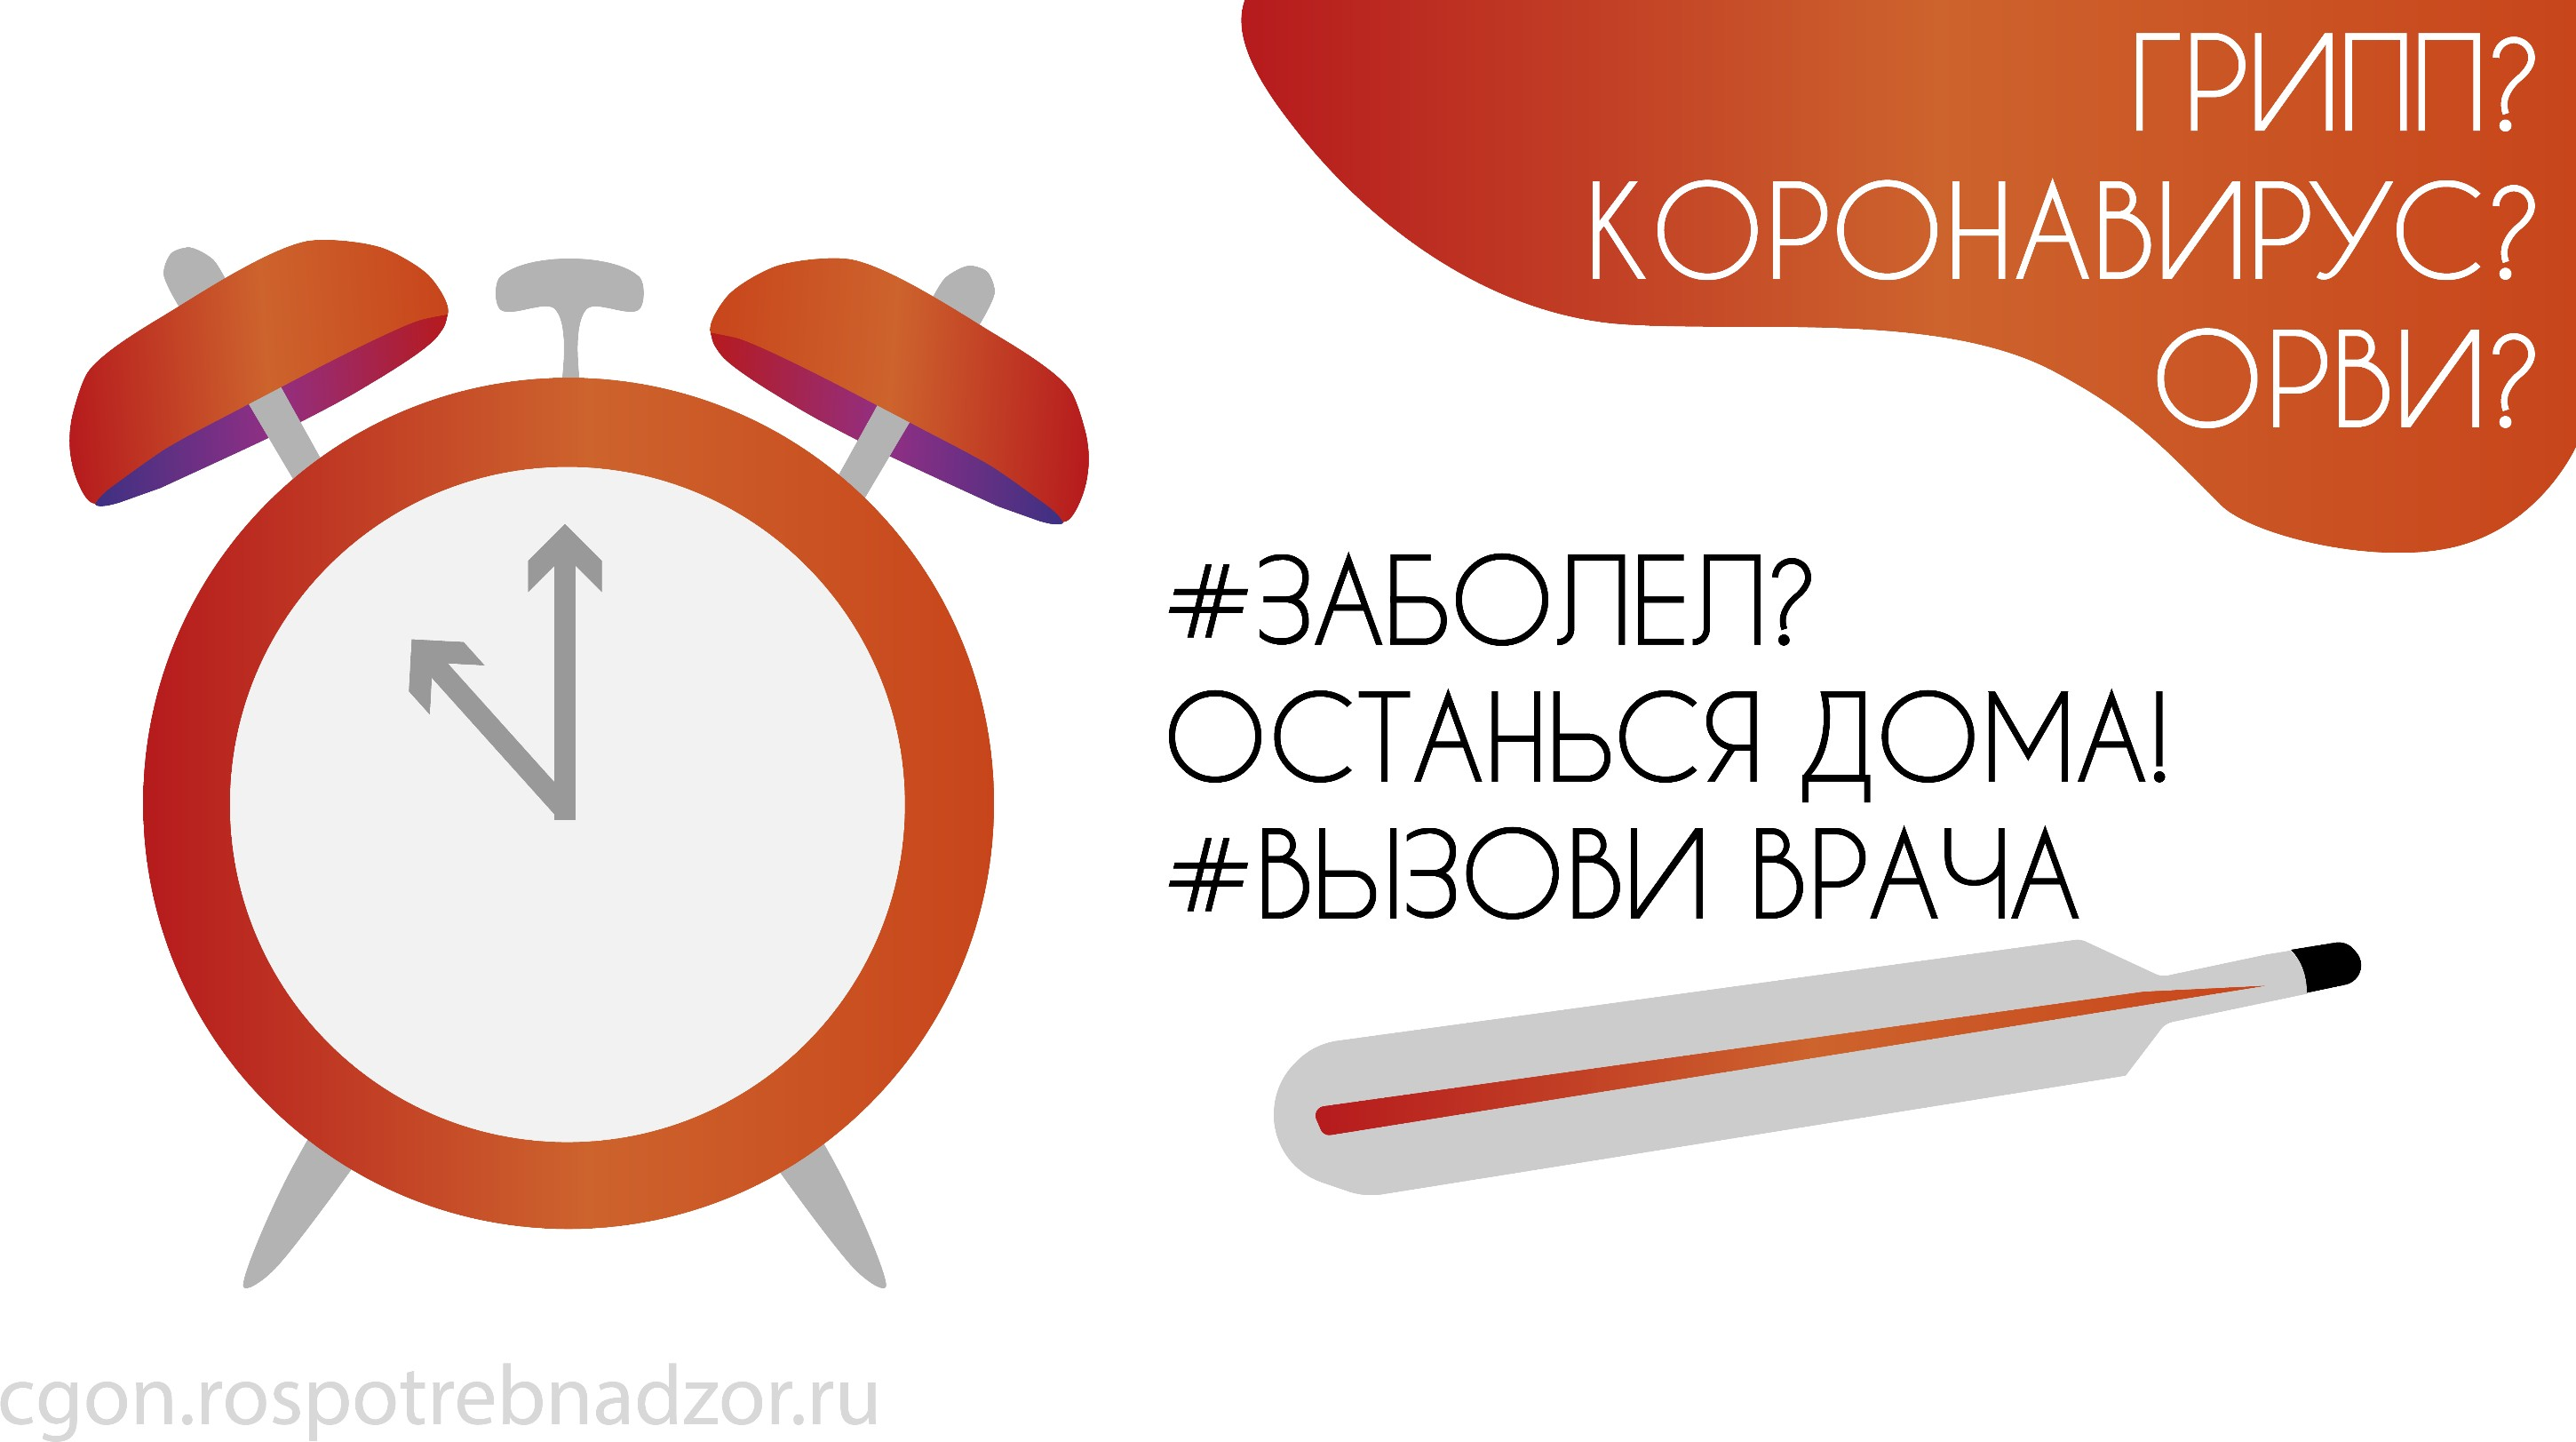 ГРИПП?
КОРОНАВИРУС?
ОРВИ?
#ЗАБОЛЕЛ?
ОСТАНЬСЯ ДОМА!
#ВЫЗОВИ ВРАЧА
cgon.rospotrebnadzor.ru